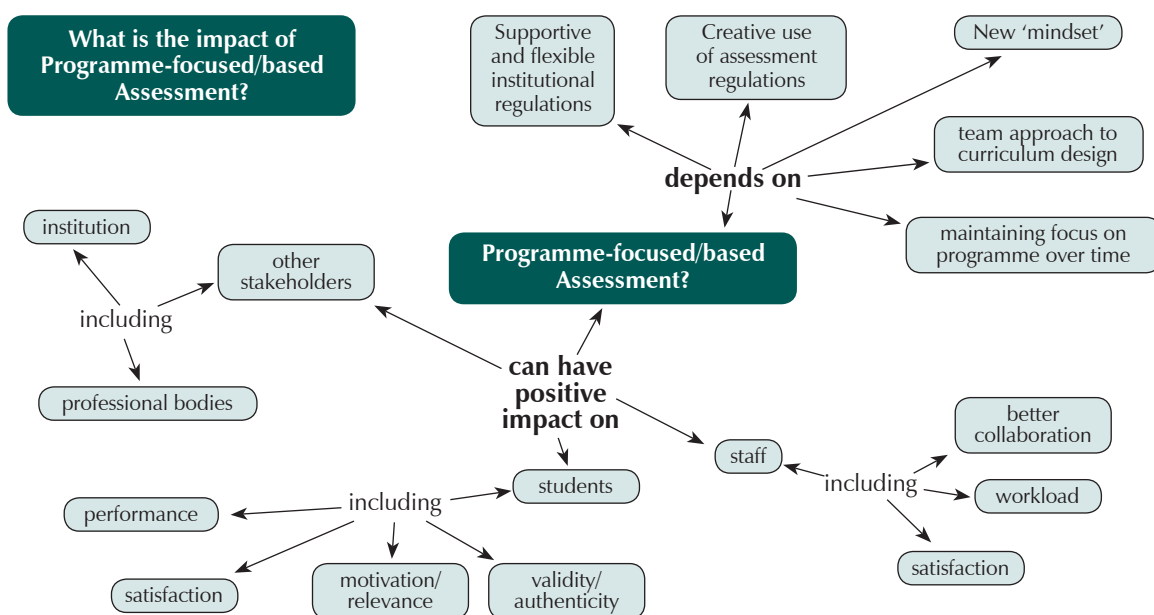 What is the impact of
Programme-focused/based
Assessment?
Supportive
and flexible
institutional
regulations
Creative use
of assessment
regulations
New ‘mindset’
team approach to
curriculum design
depends on
maintaining focus on
programme over time
Programme-focused/based
Assessment?
institution
other
stakeholders
including
professional bodies
can have
positive
impact on
staff
better
collaboration
including
workload
satisfaction
students
including
performance
satisfaction
motivation/
relevance
validity/
authenticity